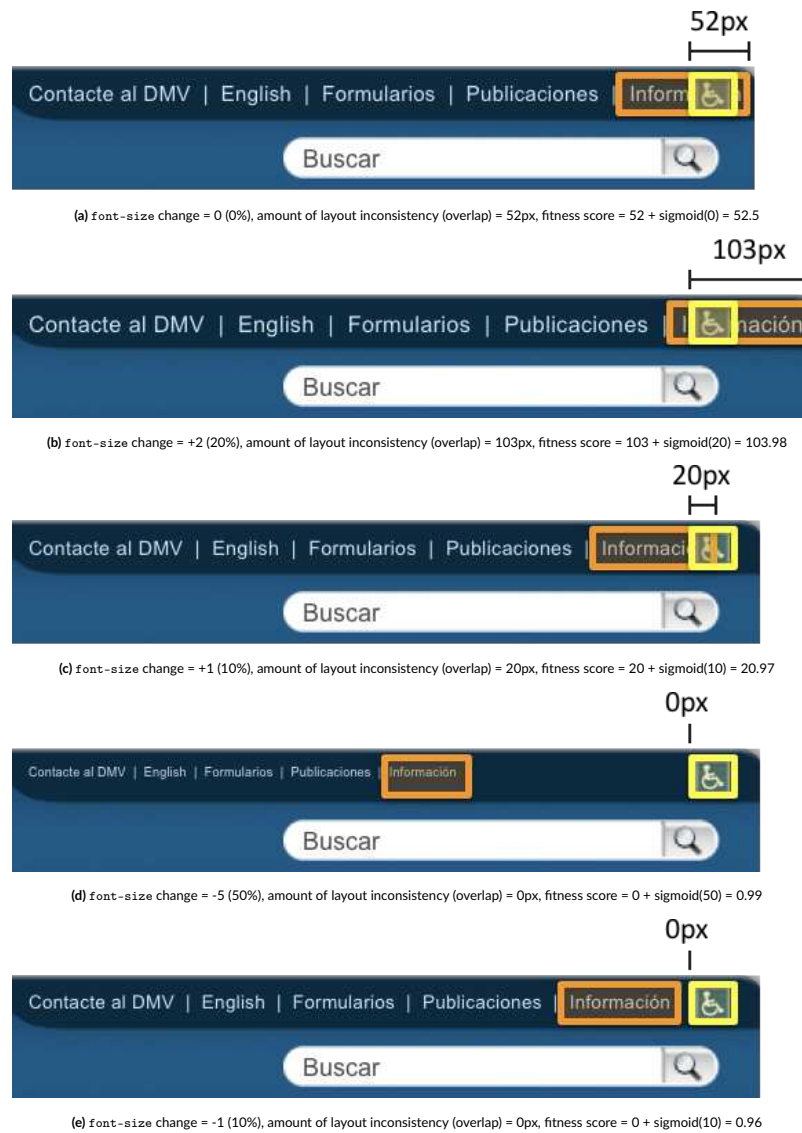 52px
Contacte al DMV | English | Formularios | Publicaciones | Inform
Buscar
(a) font-size change = 0 (0%), amount of layout inconsistency (overlap) = 52px, fitness score = 52 + sigmoid(0) = 52.5
103px
Contacte al DMV | English | Formularios | Publicaciones | I mación
Buscar
(b) font-size change = +2 (20%), amount of layout inconsistency (overlap) = 103px, fitness score = 103 + sigmoid(20) = 103.98
20px
Contacte al DMV | English | Formularios | Publicaciones | Informaci
Buscar
(c) font-size change = +1 (10%), amount of layout inconsistency (overlap) = 20px, fitness score = 20 + sigmoid(10) = 20.97
0px
Contacte al DMV | English | Formularios | Publicaciones | Información
Buscar
(d) font-size change = -5 (50%), amount of layout inconsistency (overlap) = 0px, fitness score = 0 + sigmoid(50) = 0.99
0px
Contacte al DMV | English | Formularios | Publicaciones | Información
Buscar
(e) font-size change = -1 (10%), amount of layout inconsistency (overlap) = 0px, fitness score = 0 + sigmoid(10) = 0.96